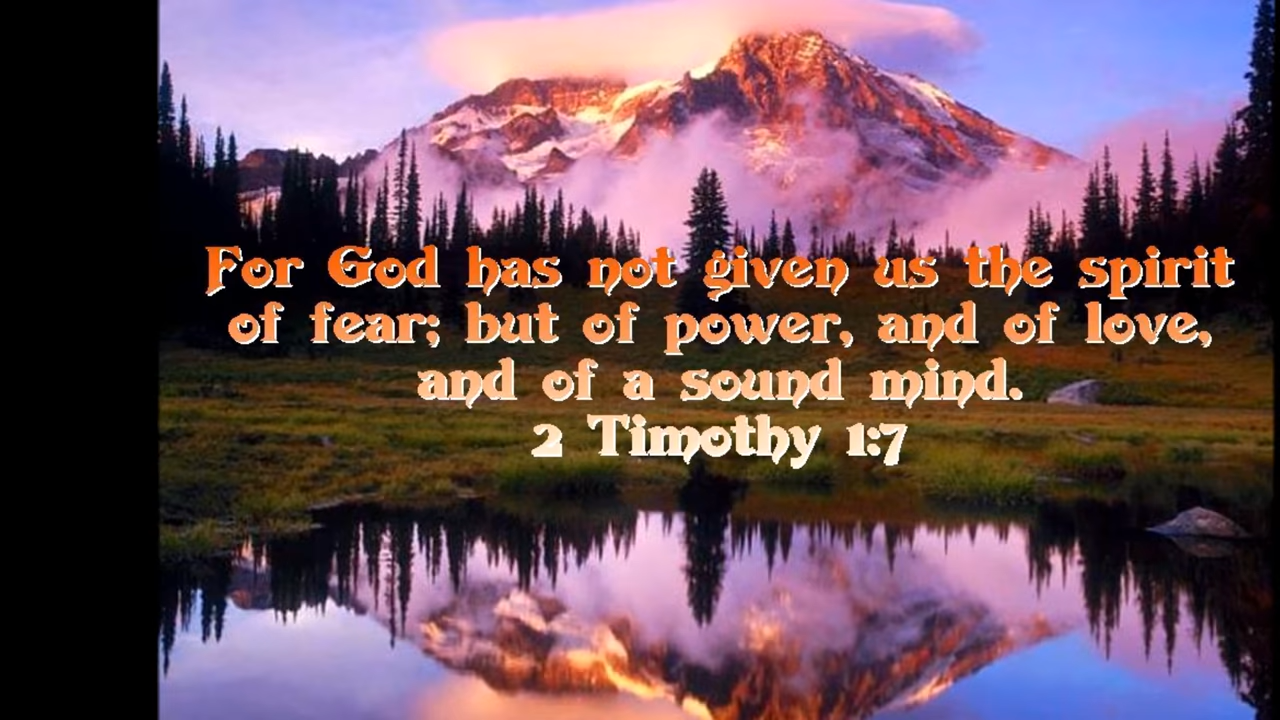 For God has not given us the spirit
of fear; but of power, and of love,
and of a sound mind.
2 Timothy 1:7